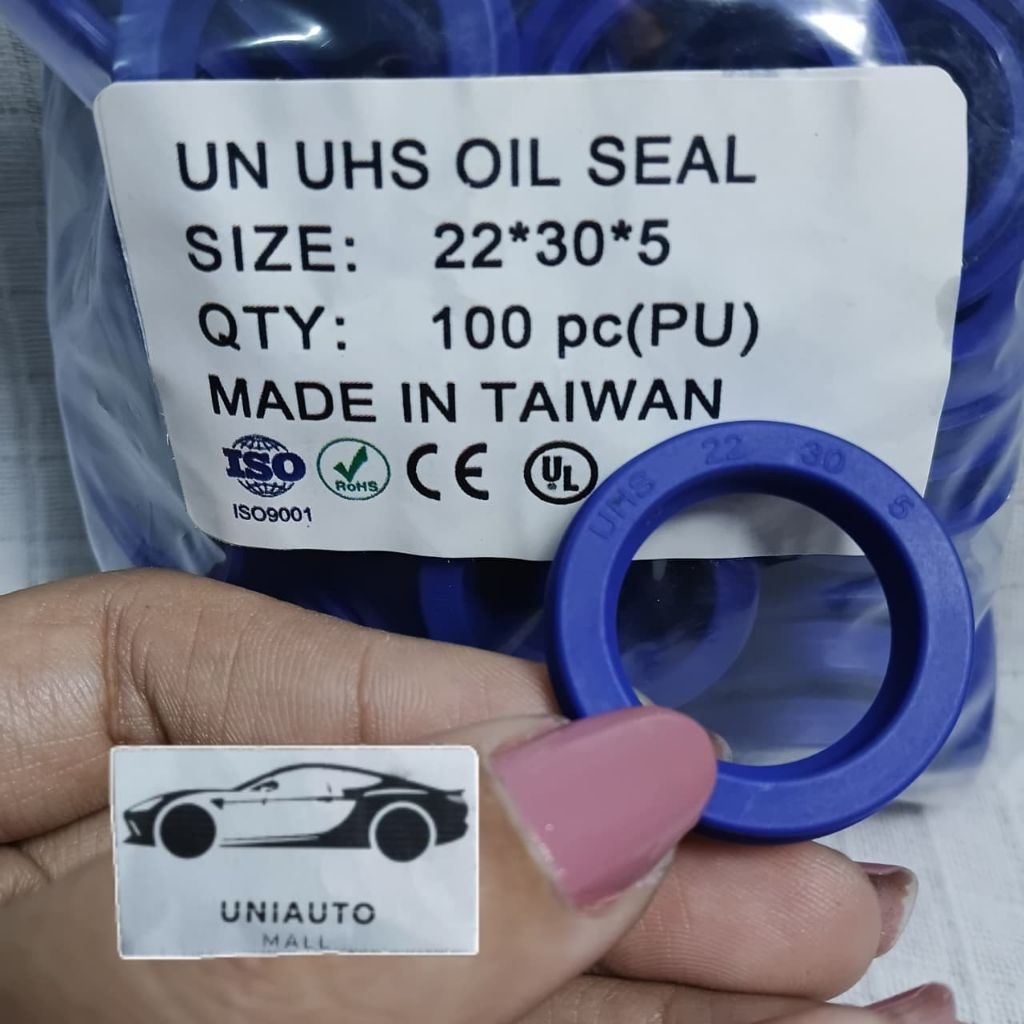 UN UHS OIL SEAL
SIZE: 22*30*5
QTY: 100 pc(PU)
MADE IN TAIWAN
ISO RoHS CE UL
ISO9001
UHS 22 30 5
UNIAUTO
MALL